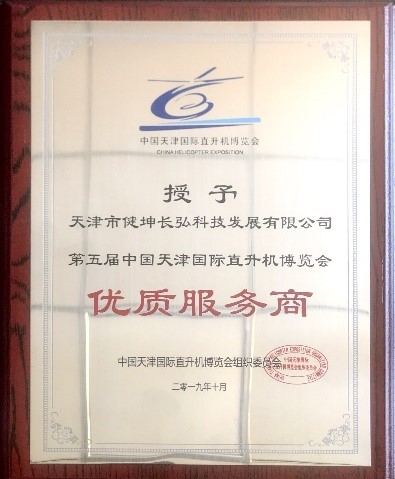 中国天津国际直升机博览会
CHINA HELICOPTER EXPOSITION
授予
天津市健坤长弘科技发展有限公司
第五届中国天津国际直升机博览会
优质服务商
中国天津国际直升机博览会组织委员会
二零一九年十月